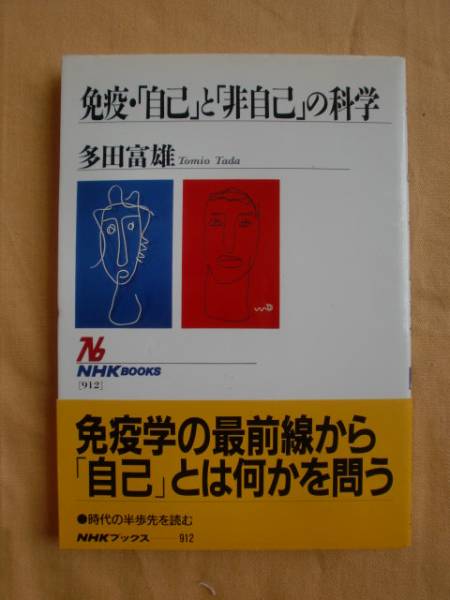 免疫・「自己」と「非自己」の科学
多田富雄 Tomio Tada
NHK BOOKS
[912]
免疫学の最前線から
「自己」とは何かを問う
●時代の半歩先を読む
NHKブックス——912